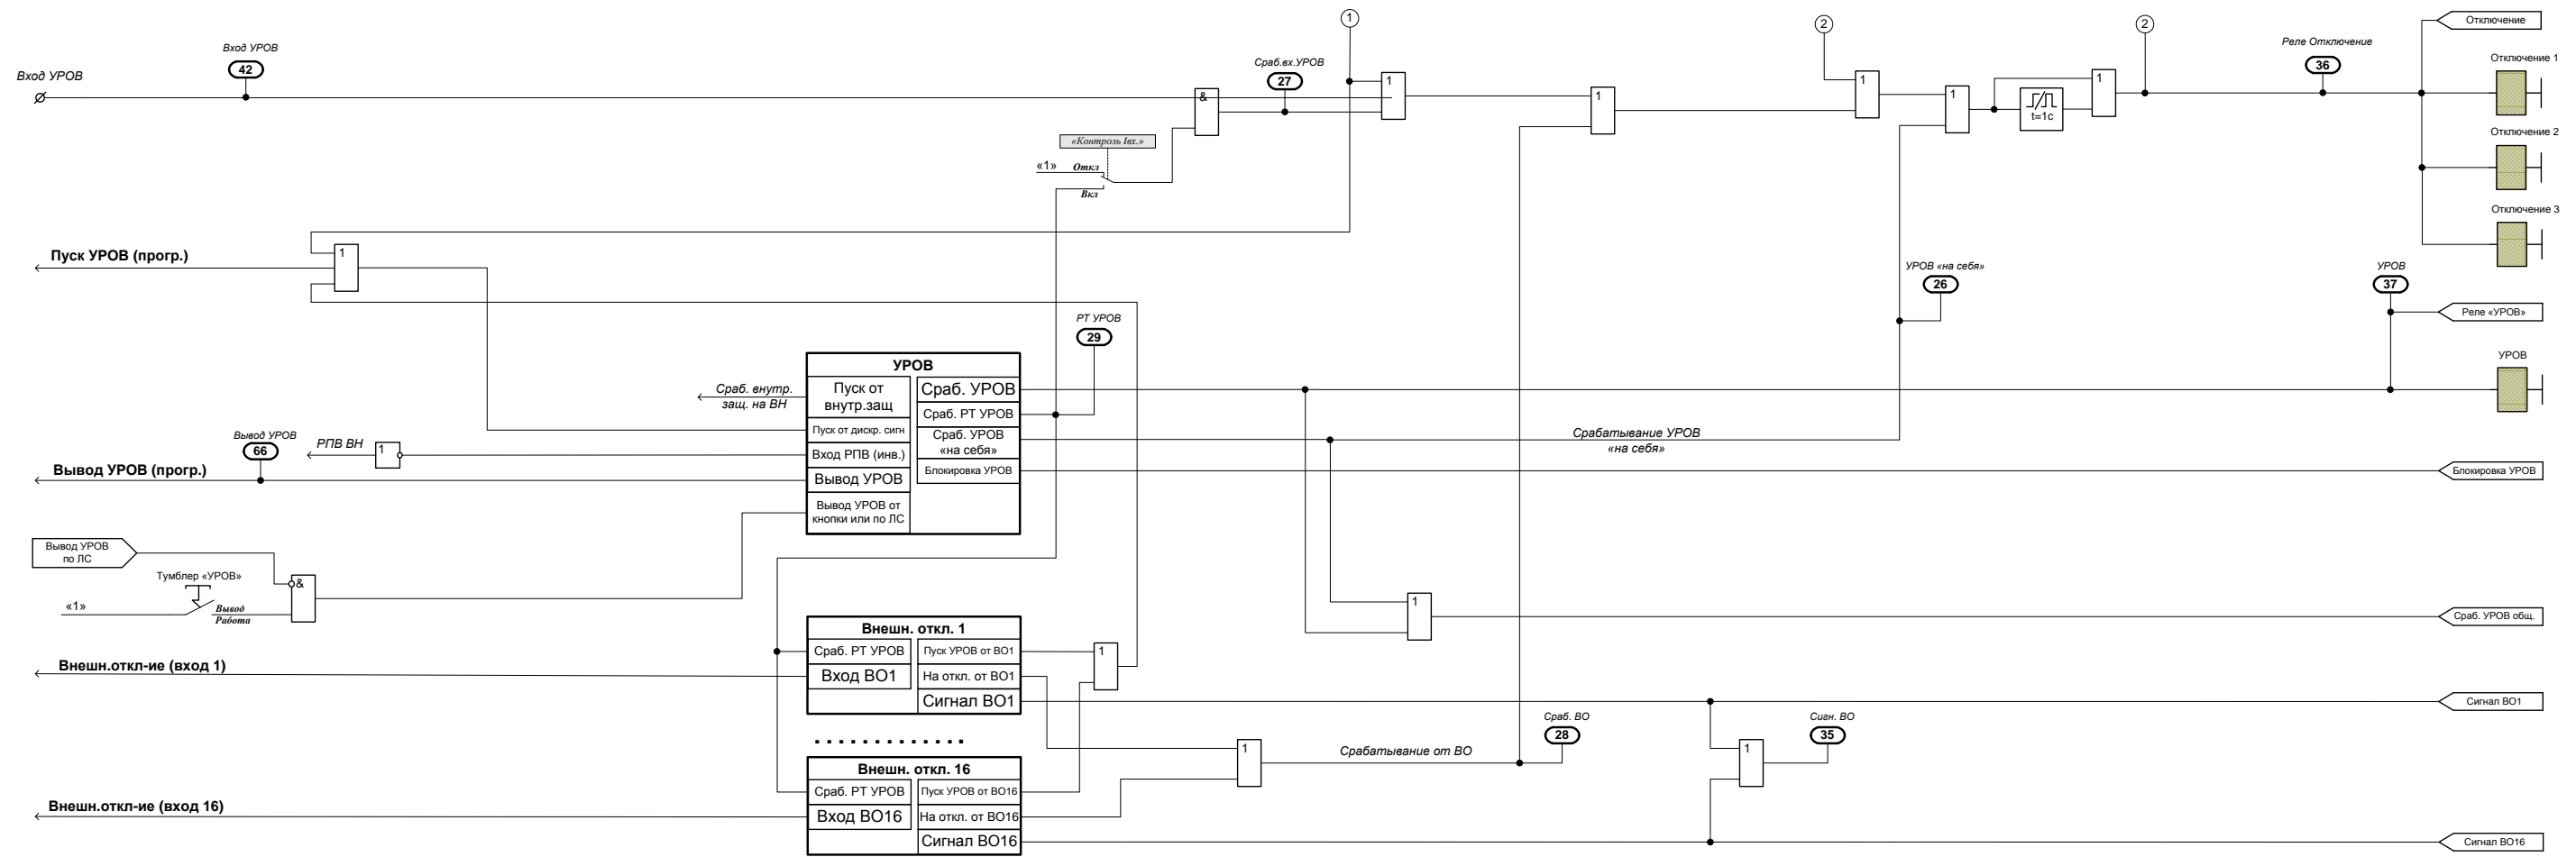 1
2
2
Отключение
Вход УРОВ
42
Вход УРОВ
Сраб.вх.УРОВ
27
&
1
1
1
1
t=1c
1
Реле Отключение
36
Отключение 1
Отключение 2
Отключение 3
«Контроль Iвх.»
«1»
Откл
Вкл
Пуск УРОВ (прогр.)
1
УРОВ «на себя»
26
УРОВ
37
Реле «УРОВ»
УРОВ
РТ УРОВ
29
УРОВ
Сраб. внутр.
защ. на ВН
Пуск от
внутр.защ
Пуск от дискр. сигн
Вход РПВ (инв.)
Вывод УРОВ
Вывод УРОВ от
кнопки или по ЛС
Сраб. УРОВ
Сраб. РТ УРОВ
Сраб. УРОВ
«на себя»
Блокировка УРОВ
Срабатывание УРОВ
«на себя»
Блокировка УРОВ
Вывод УРОВ
66
РПВ ВН
1
Вывод УРОВ (прогр.)
Вывод УРОВ
по ЛС
Тумблер «УРОВ»
«1»
Вывод
Работа
&
1
Сраб. УРОВ общ.
Внешн. откл. 1
Сраб. РТ УРОВ
Вход ВО1
Пуск УРОВ от ВО1
На откл. от ВО1
Сигнал ВО1
1
Внешн.откл-ие (вход 1)
Сигнал ВО1
Внешн. откл. 16
Сраб. РТ УРОВ
Вход ВО16
Пуск УРОВ от ВО16
На откл. от ВО16
Сигнал ВО16
1
Срабатывание от ВО
Сраб. ВО
28
1
Сигн. ВО
35
Внешн.откл-ие (вход 16)
Сигнал ВО16